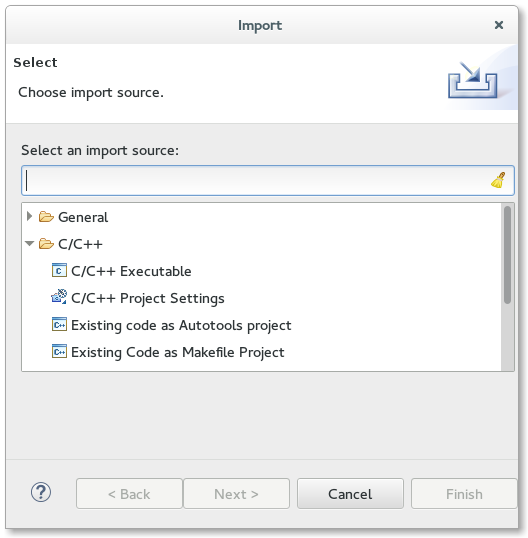 Import
Select
Choose import source.
Select an import source:
General
C/C++
C/C++ Executable
C/C++ Project Settings
Existing code as Autotools project
Existing Code as Makefile Project
< Back
Next >
Cancel
Finish